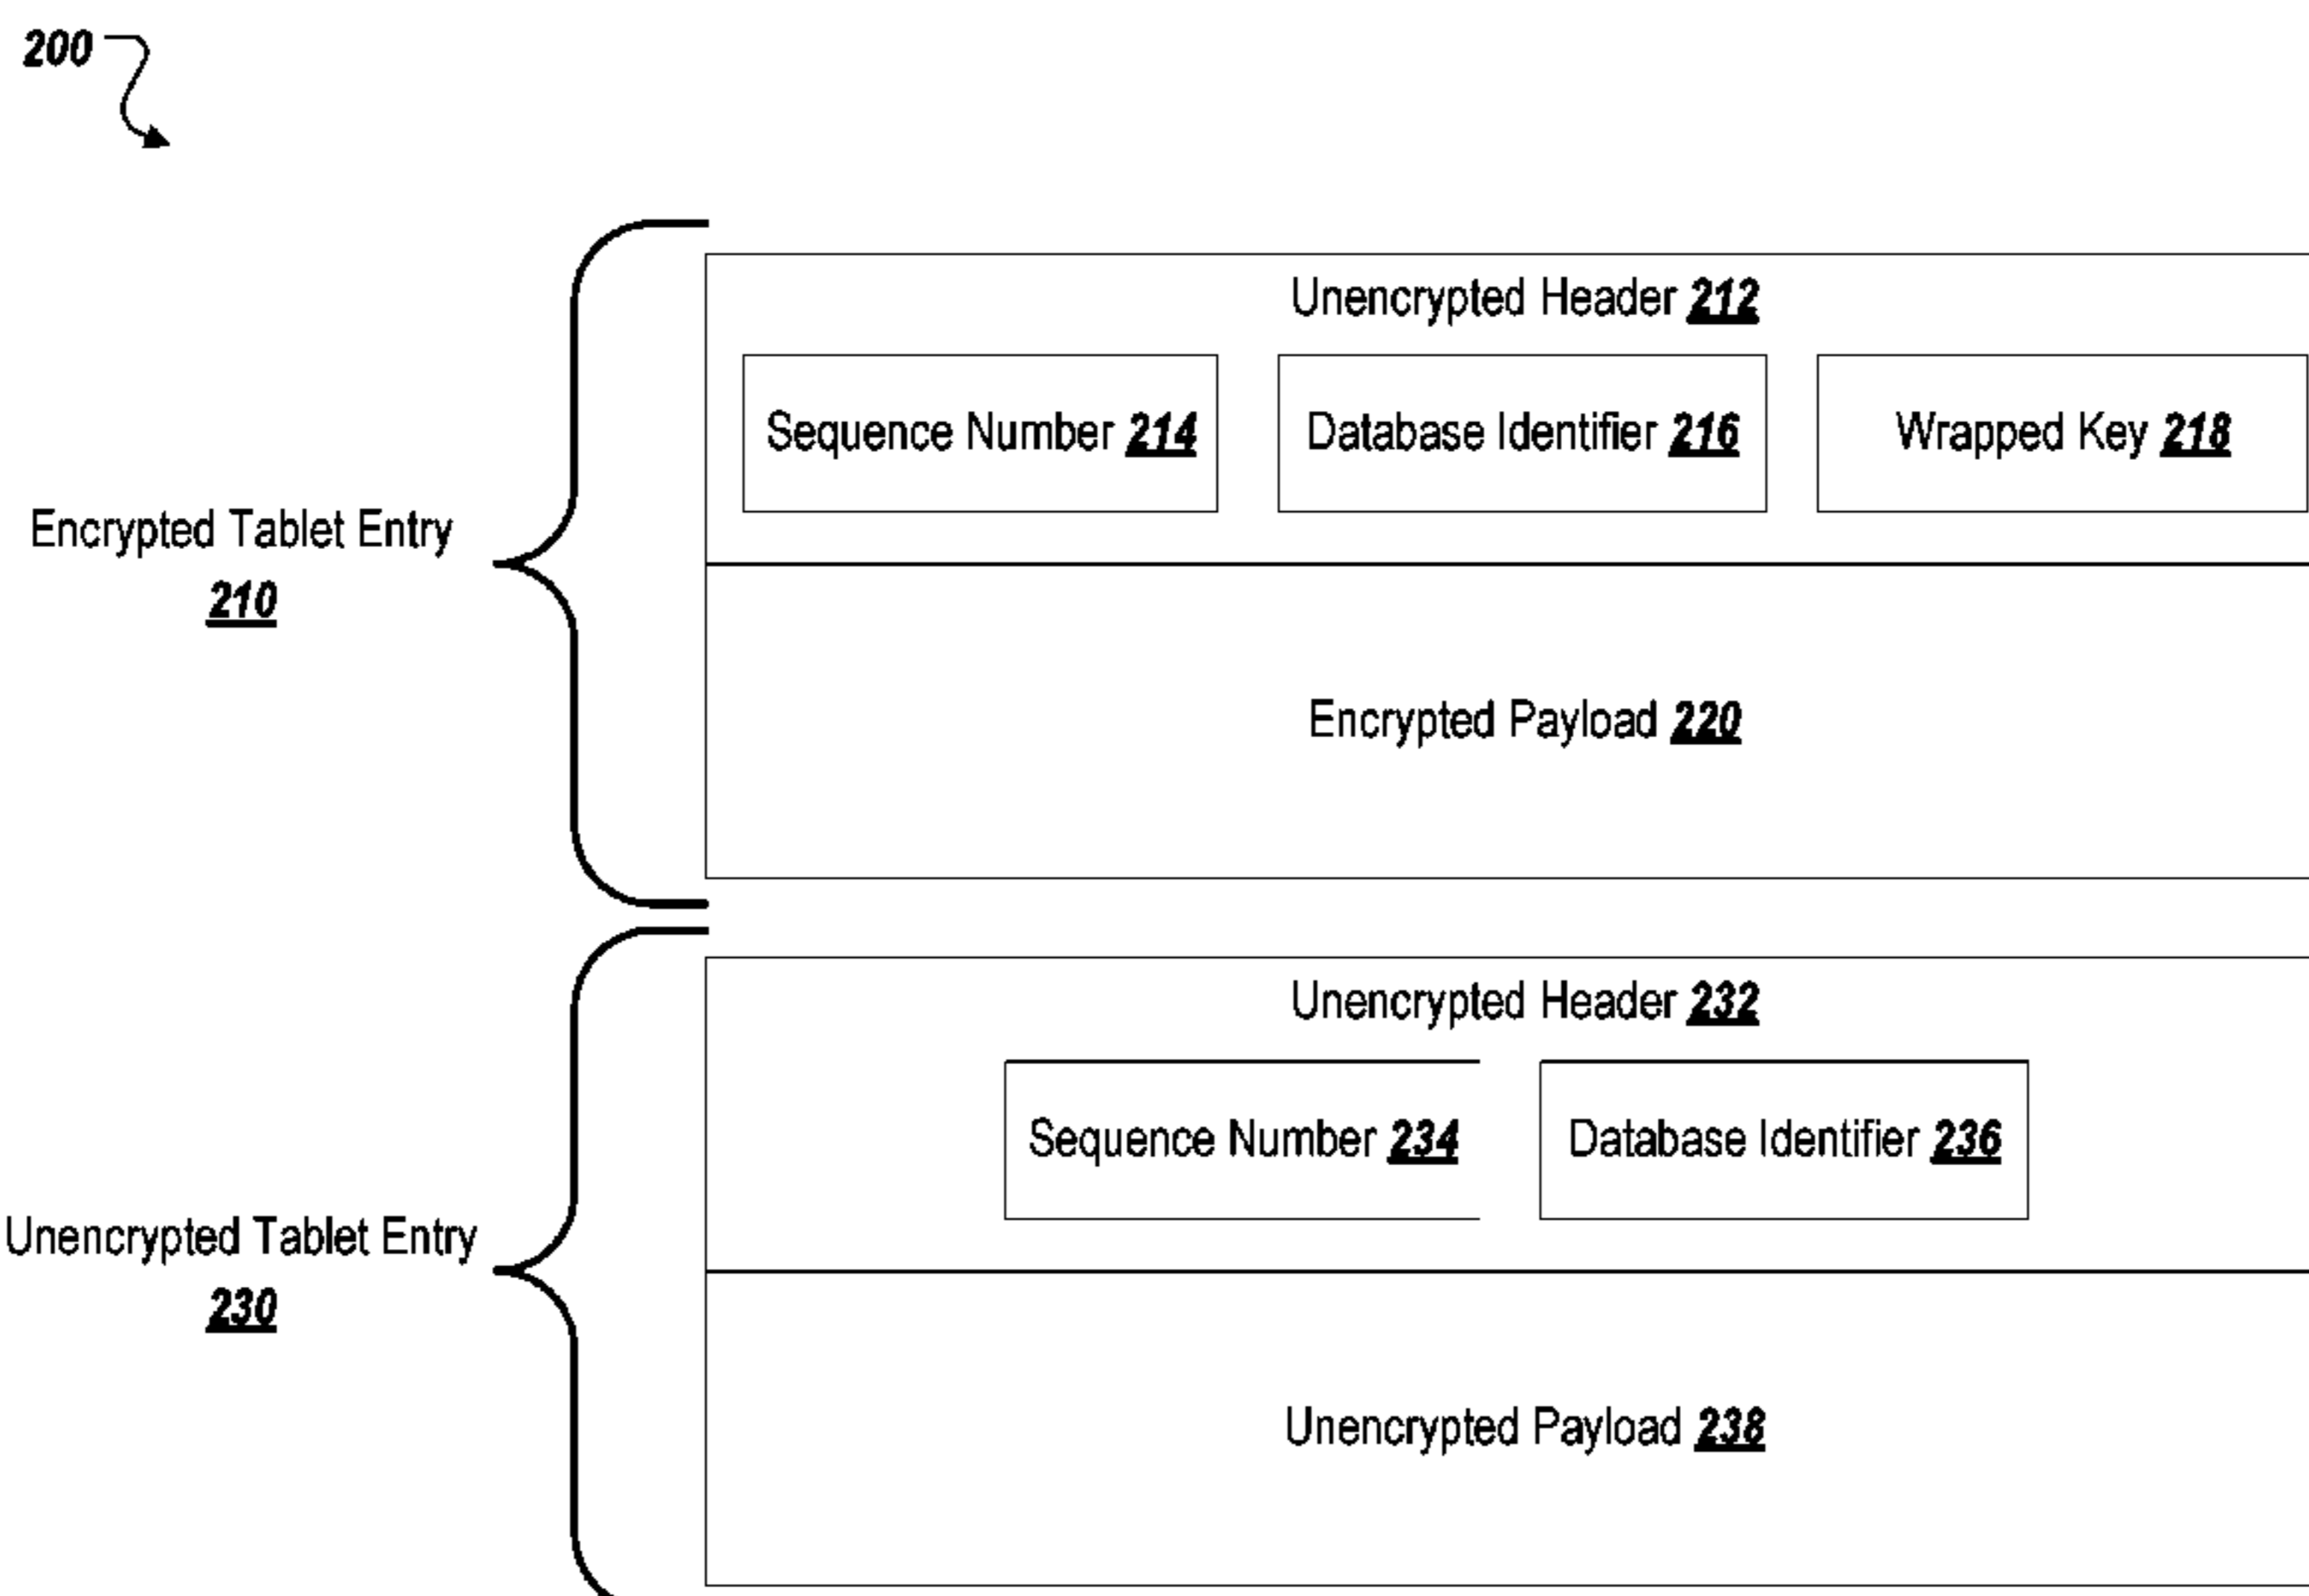 200
Unencrypted Header 212
Sequence Number 214
Database Identifier 216
Wrapped Key 218
Encrypted Tablet Entry
210
Encrypted Payload 220
Unencrypted Header 232
Sequence Number 234
Database Identifier 236
Unencrypted Tablet Entry
230
Unencrypted Payload 238